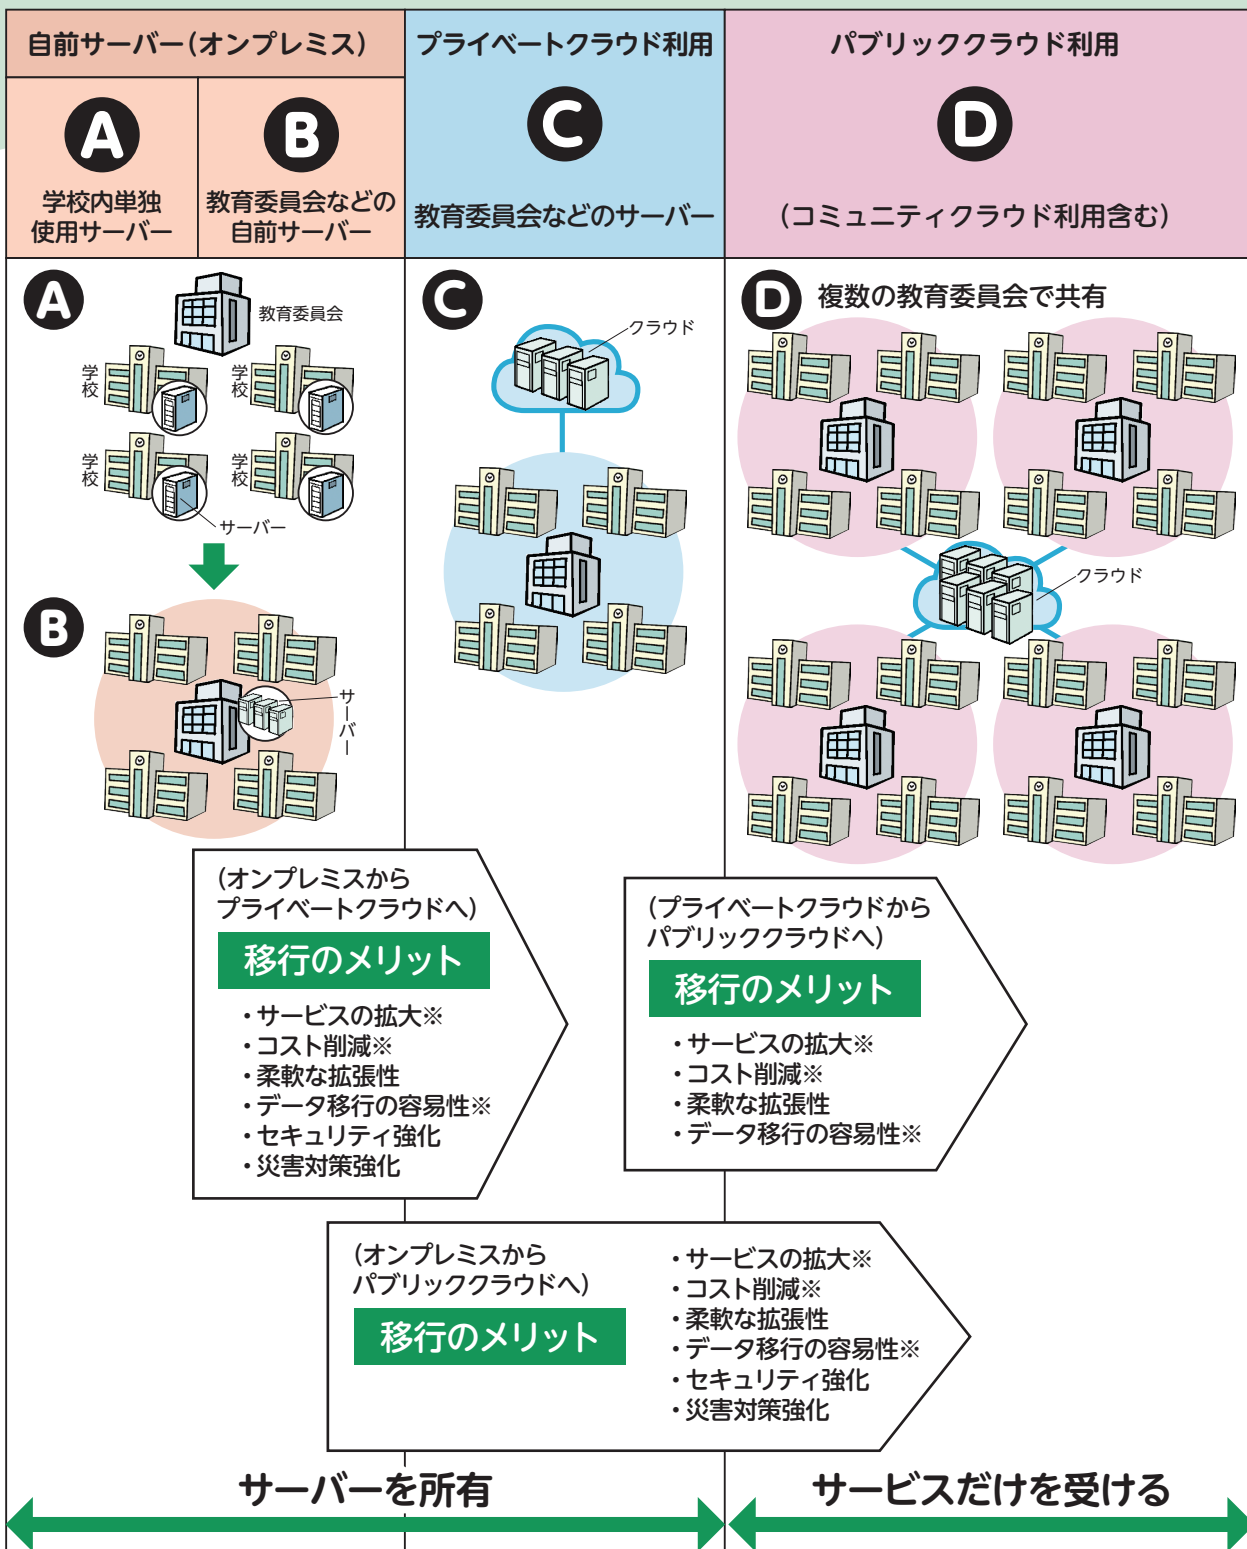 自前サーバー(オンプレミス)
プライベートクラウド利用
パブリッククラウド利用
A
学校内単独
使用サーバー
B
教育委員会などの
自前サーバー
C
教育委員会などのサーバー
D
(コミュニティクラウド利用含む)
A
教育委員会
学校
学校
学校
学校
サーバー
B
サーバー
C
クラウド
D
複数の教育委員会で共有
クラウド
(オンプレミスから
プライベートクラウドへ)
移行のメリット
・サービスの拡大※
・コスト削減※
・柔軟な拡張性
・データ移行の容易性※
・セキュリティ強化
・災害対策強化
(プライベートクラウドから
パブリッククラウドへ)
移行のメリット
・サービスの拡大※
・コスト削減※
・柔軟な拡張性
・データ移行の容易性※
(オンプレミスから
パブリッククラウドへ)
移行のメリット
・サービスの拡大※
・コスト削減※
・柔軟な拡張性
・データ移行の容易性※
・セキュリティ強化
・災害対策強化
サーバーを所有
サービスだけを受ける